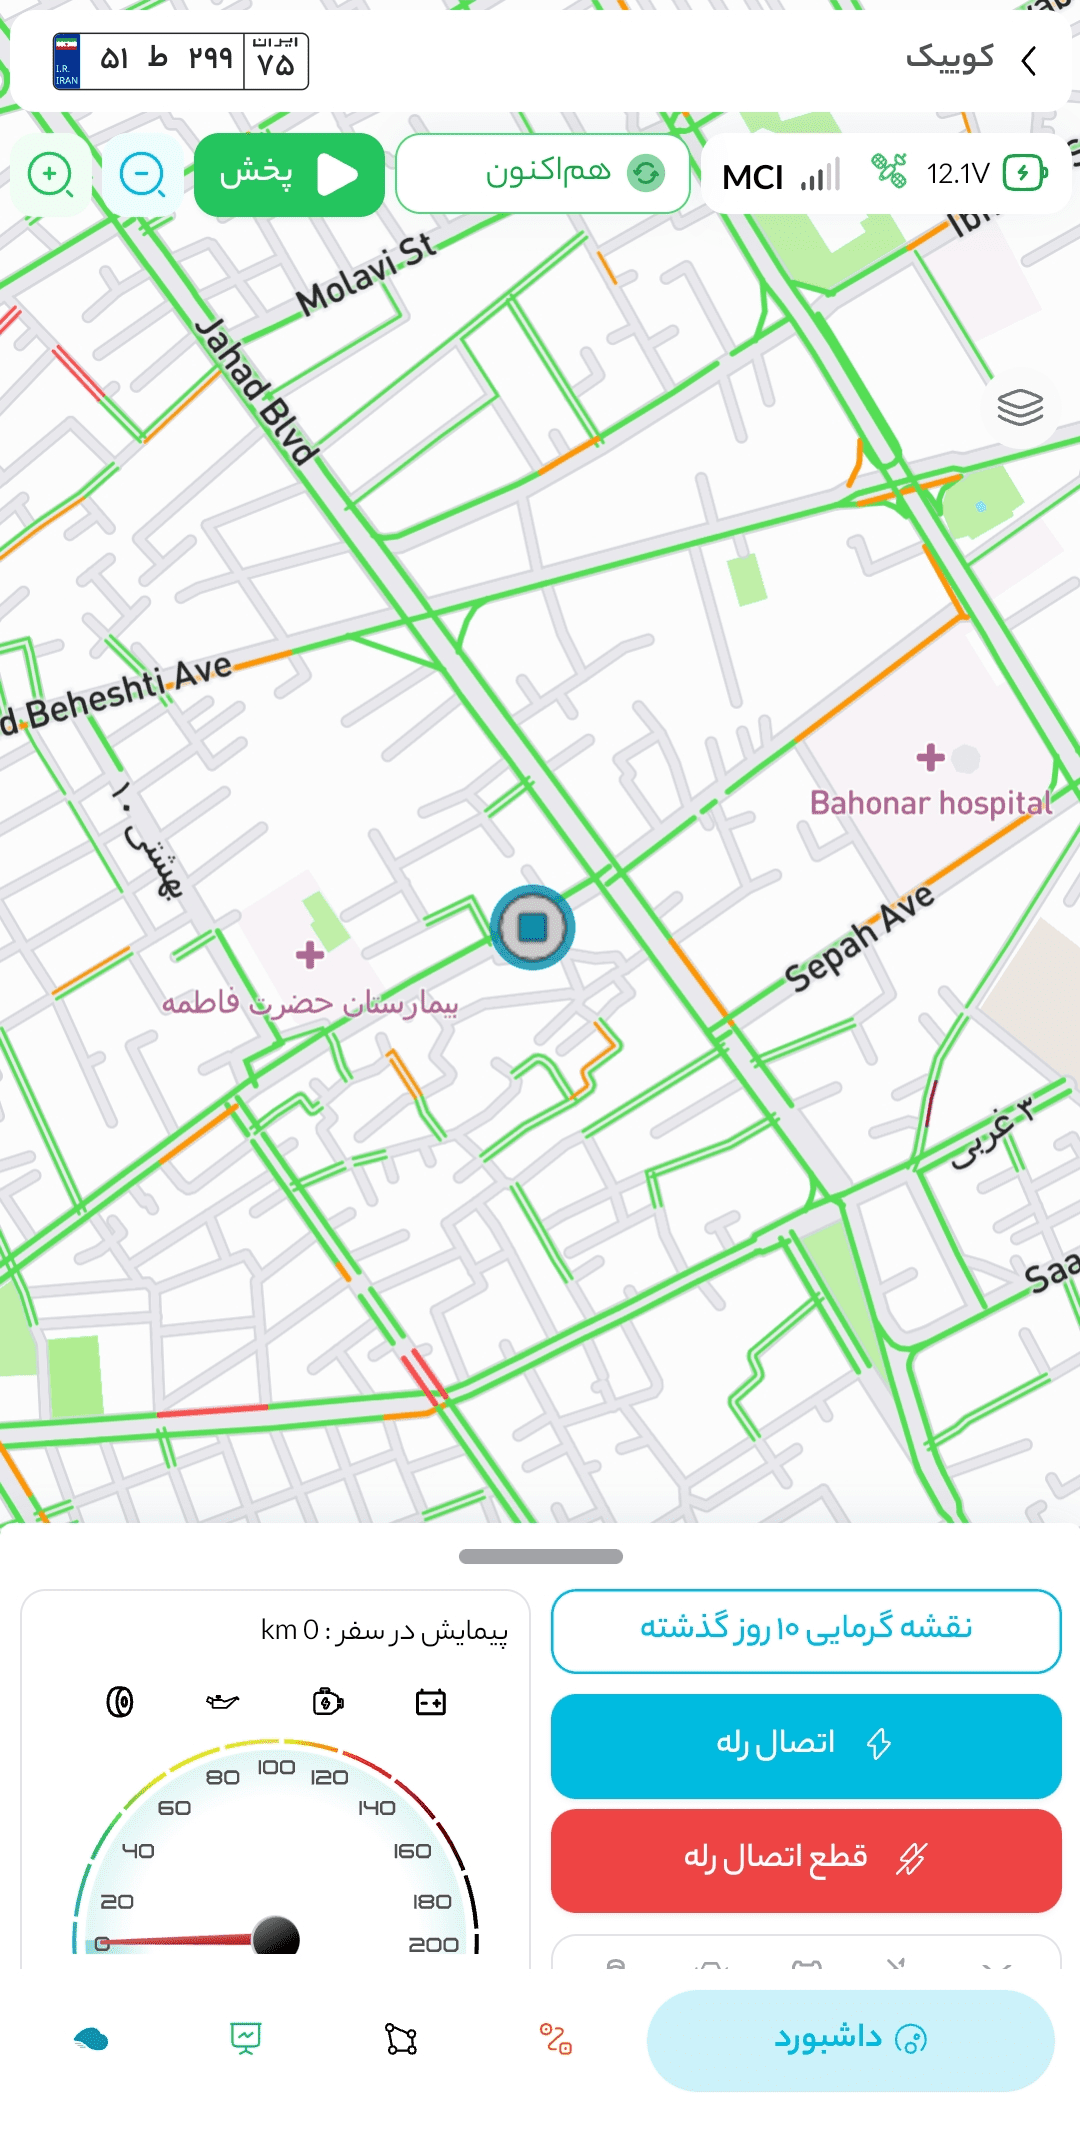 کوییک
۵۱ ط ۲۹۹ ایران ۷۵
I.R. IRAN
پخش
هم‌اکنون
MCI
12.1V
Molavi St
Jahad Blvd
d Beheshti Ave
بهشتی ۱۰
Bahonar hospital
Sepah Ave
بیمارستان حضرت فاطمه
۳ غربی
Saa
نقشه گرمایی ۱۰ روز گذشته
پیمایش در سفر : 0 km
اتصال رله
قطع اتصال رله
0
20
40
60
80
100
120
140
160
180
200
داشبورد